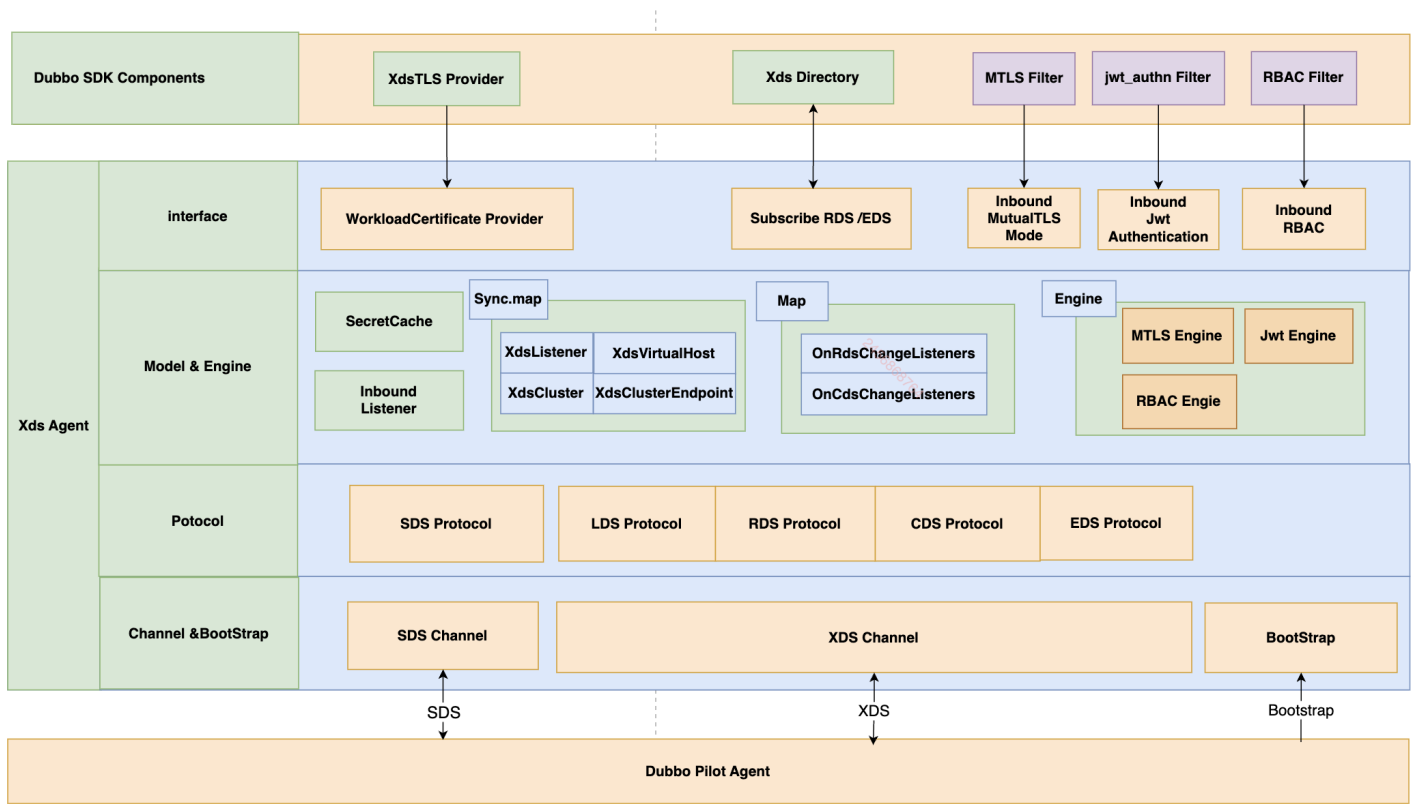 Dubbo SDK Components
XdsTLS Provider
Xds Directory
MTLS Filter
jwt_authn Filter
RBAC Filter
Xds Agent
interface
WorkloadCertificate Provider
Subscribe RDS /EDS
Inbound
MutualTLS
Mode
Inbound
Jwt
Authentication
Inbound
RBAC
Model & Engine
SecretCache
Inbound
Listener
Sync.map
XdsListener
XdsVirtualHost
XdsCluster
XdsClusterEndpoint
Map
OnRdsChangeListeners
OnCdsChangeListeners
Engine
MTLS Engine
Jwt Engine
RBAC Engie
Potocol
SDS Protocol
LDS Protocol
RDS Protocol
CDS Protocol
EDS Protocol
Channel &BootStrap
SDS Channel
XDS Channel
BootStrap
SDS
XDS
Bootstrap
Dubbo Pilot Agent